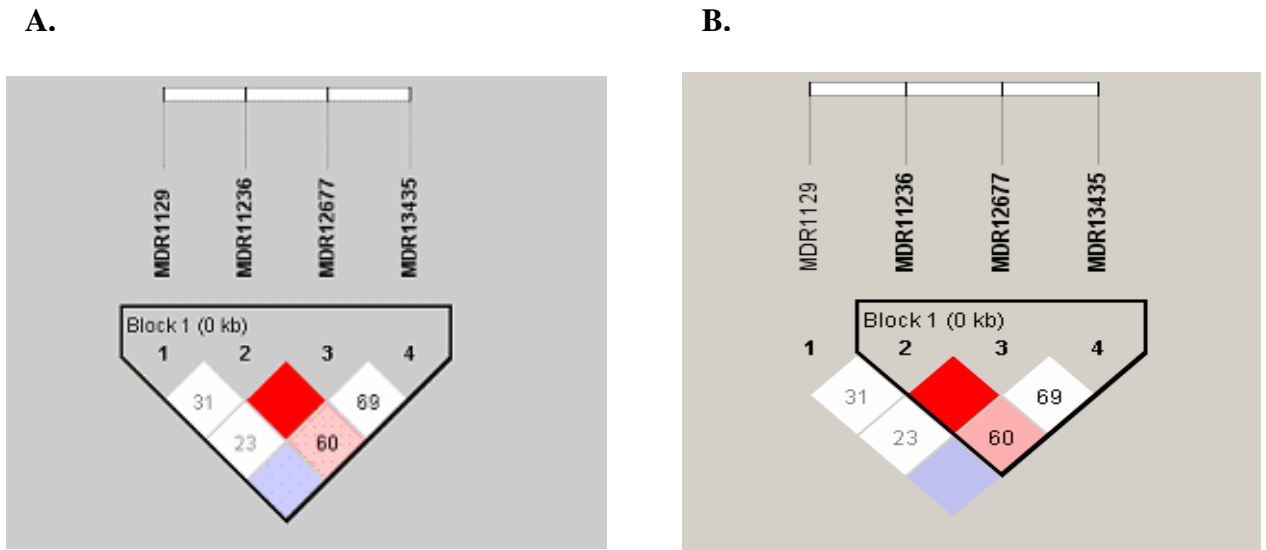 A.
MDR1129
MDR11236
MDR12677
MDR13435
Block 1 (0 kb)
1 2 3 4
31 69
23 60
B.
MDR1129
MDR11236
MDR12677
MDR13435
Block 1 (0 kb)
1 2 3 4
31 69
23 60